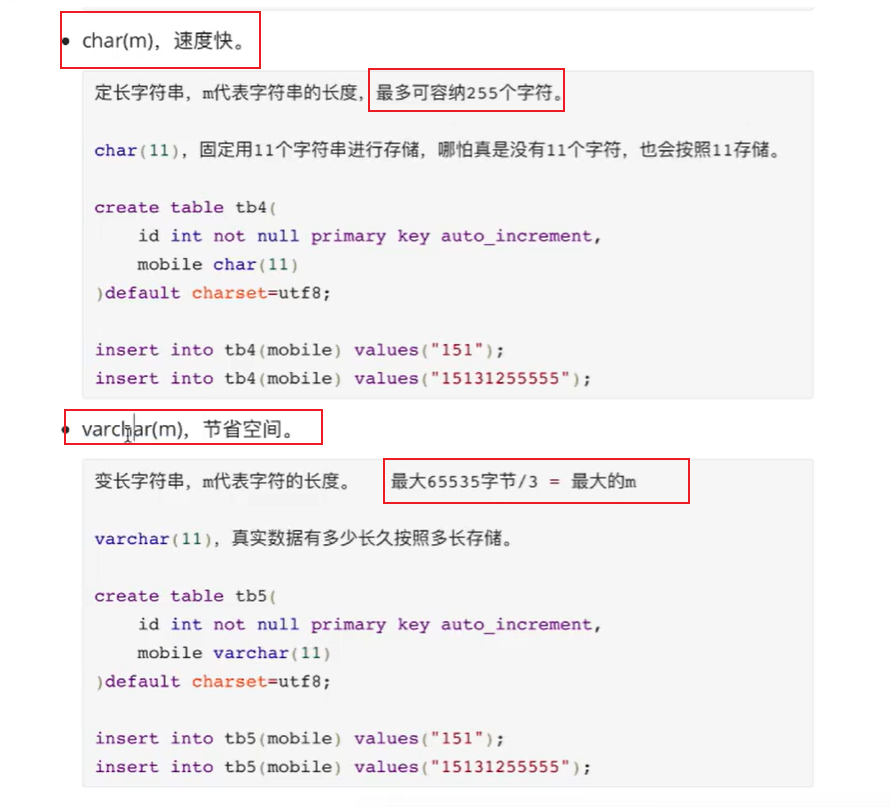 • char(m)，速度快。
定长字符串，m代表字符串的长度，最多可容纳255个字符。
char(11)，固定用11个字符串进行存储，哪怕真是没有11个字符，也会按照11存储。
create table tb4(
    id int not null primary key auto_increment,
    mobile char(11)
)default charset=utf8;
insert into tb4(mobile) values("151");
insert into tb4(mobile) values("15131255555");
• varchar(m)，节省空间。
变长字符串，m代表字符的长度。 最大65535字节/3 = 最大的m
varchar(11)，真实数据有多少长久按照多长存储。
create table tb5(
    id int not null primary key auto_increment,
    mobile varchar(11)
)default charset=utf8;
insert into tb5(mobile) values("151");
insert into tb5(mobile) values("15131255555");